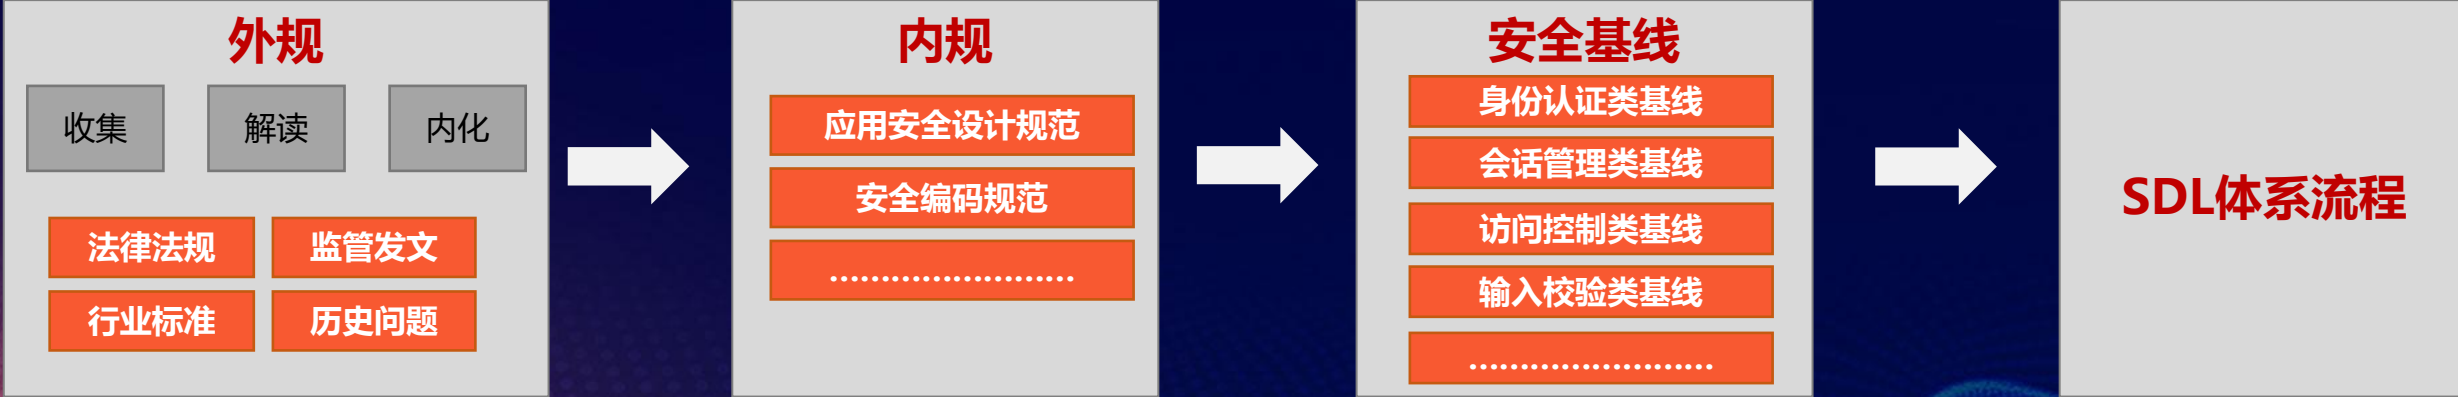 外规
收集 解读 内化
法律法规 监管发文
行业标准 历史问题
内规
应用安全设计规范
安全编码规范
........................
安全基线
身份认证类基线
会话管理类基线
访问控制类基线
输入校验类基线
........................
SDL体系流程